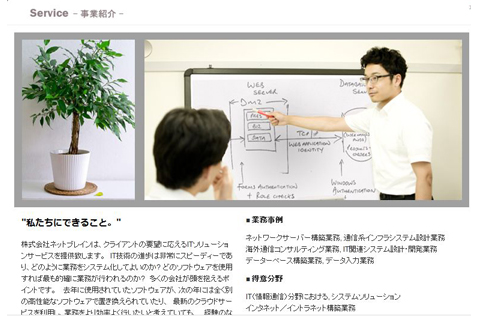 Service － 事業紹介 －
WEB SERVER
DMZ
DATA
TCP/IP
WEB APPLICATION IDENTITY
FORMS AUTHENTICATION
+ ROLE CHECKS
WINDOWS AUTHENTICATION
"私たちにできること。"
株式会社ネットブレインは、クライアントの要望に応えるIT:ソリューショ
ンサービスを提供致します。 IT技術の進歩は非常にスピーディーであ
り、どのように業務をシステム化してよいのか？どのソフトウェアを使用
すれば最も的確に業務が行われるのか？ 多くの会社が頭を抱えるポ
イントです。 去年に使用されていたソフトウェアが、次の年には全く別
の高性能なソフトウェアで置き換えられていたり、 最新のクラウドサー
ビスを利用し、業務をより効率よく行いたいと考えていても、 経験のな
■ 業務事例
ネットワークサーバー構築業務、通信系インフラシステム設計業務
海外通信コンサルティング業務、IT関連システム設計・開発業務
データーベース構築業務、データ入力業務
■ 得意分野
IT(情報通信)分野における、システムソリューション
インターネット／イントラネット構築業務